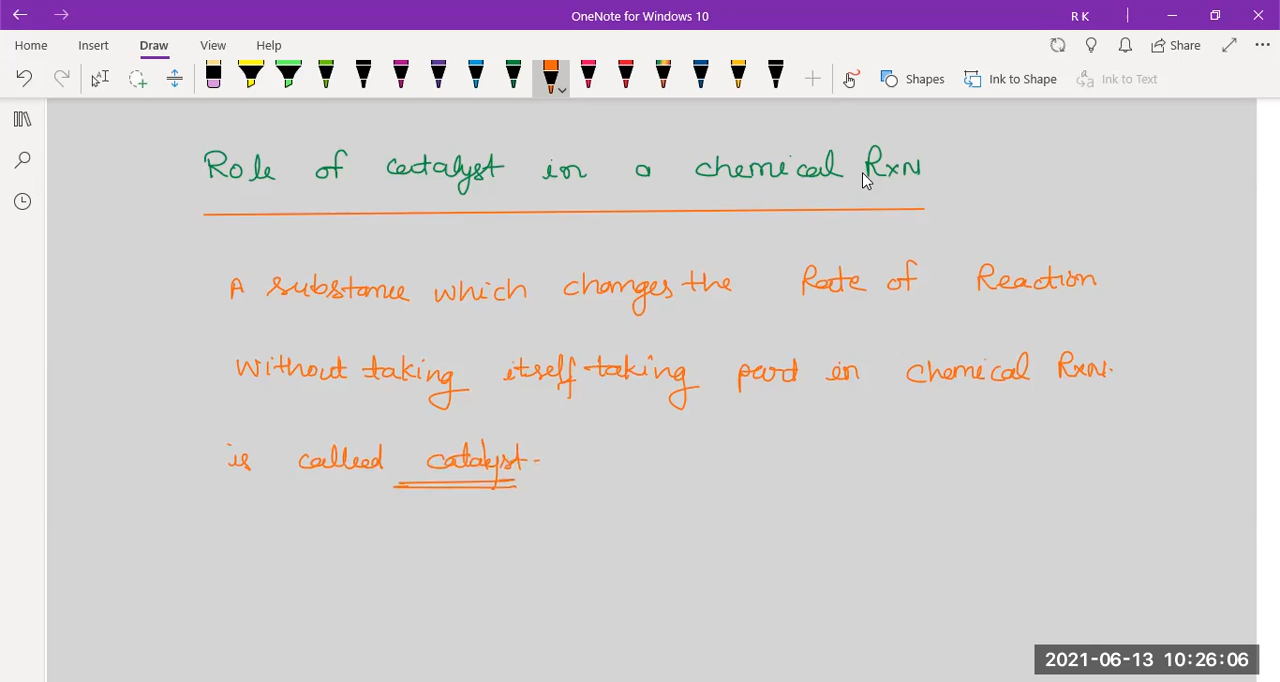 OneNote for Windows 10
R K
Home Insert Draw View Help
Share
Shapes Ink to Shape Ink to Text
Role of catalyst in a chemical RxN
A substance which changes the Rate of Reaction
without taking itself taking part in chemical RxN.
is called catalyst.
2021-06-13 10:26:06